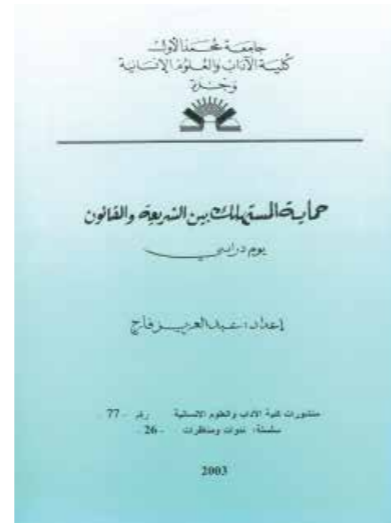 جامعة محمد الأول
كلية الآداب والعلوم الإنسانية
وجدة
حماية المستهلك بين الشريعة والقانون
يوم دراسي
إعداد: عبد العزيز فارح
منشورات كلية الآداب والعلوم الإنسانية رقم - 77 -
سلسلة: ندوات ومناظرات - 26 -
2003